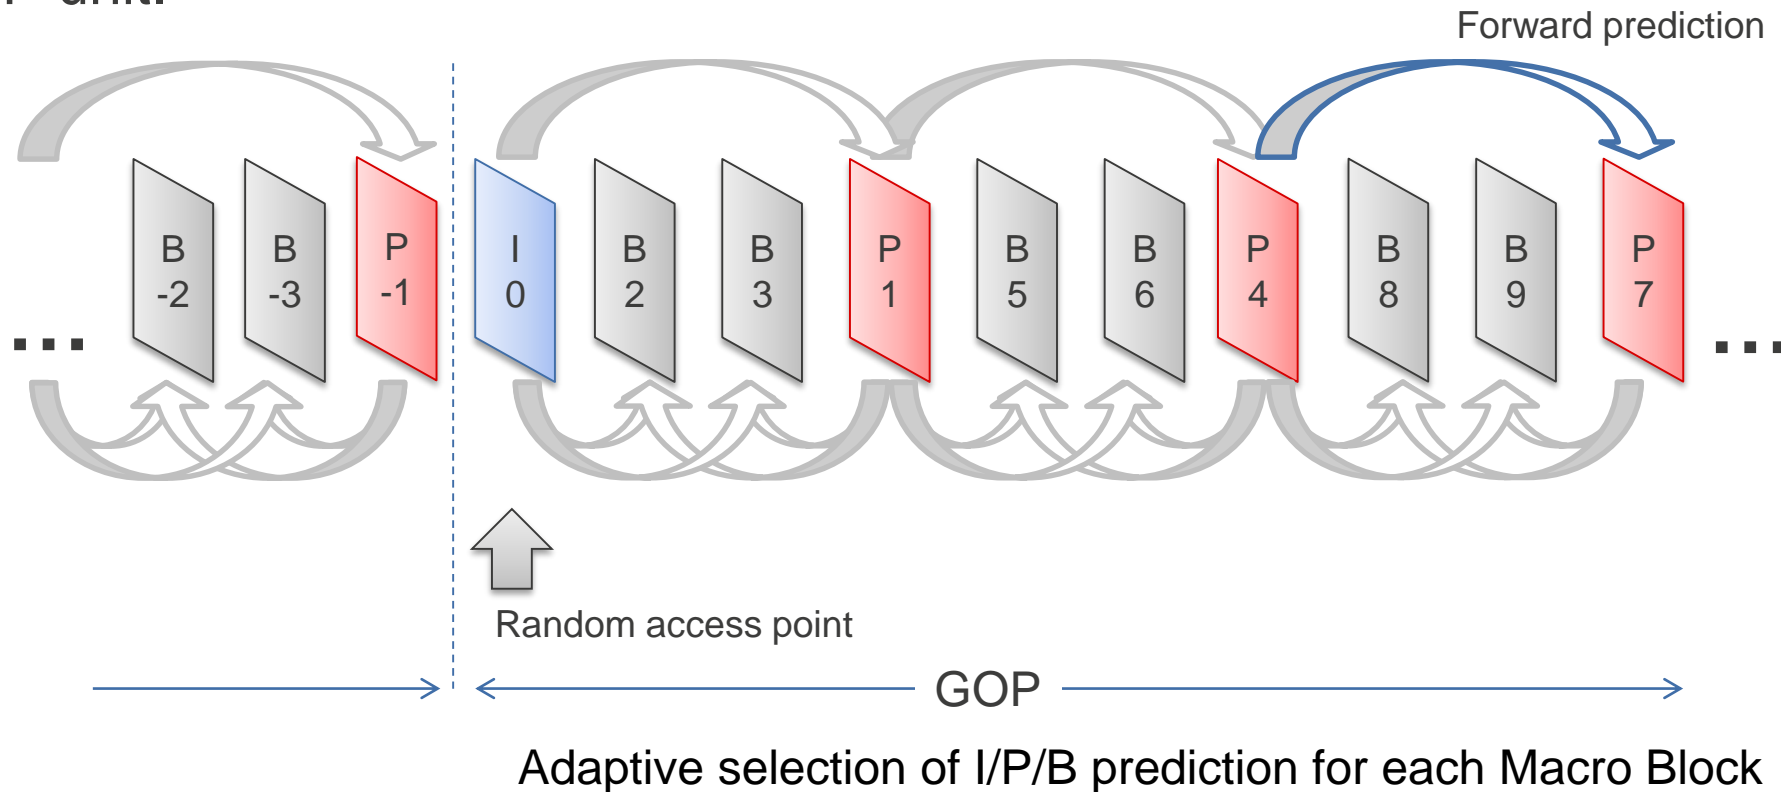 unit.
Forward prediction
B B P I B B P B B P B B P
-2 -3 -1 0 2 3 1 5 6 4 8 9 7
... ...
Random access point
GOP
Adaptive selection of I/P/B prediction for each Macro Block